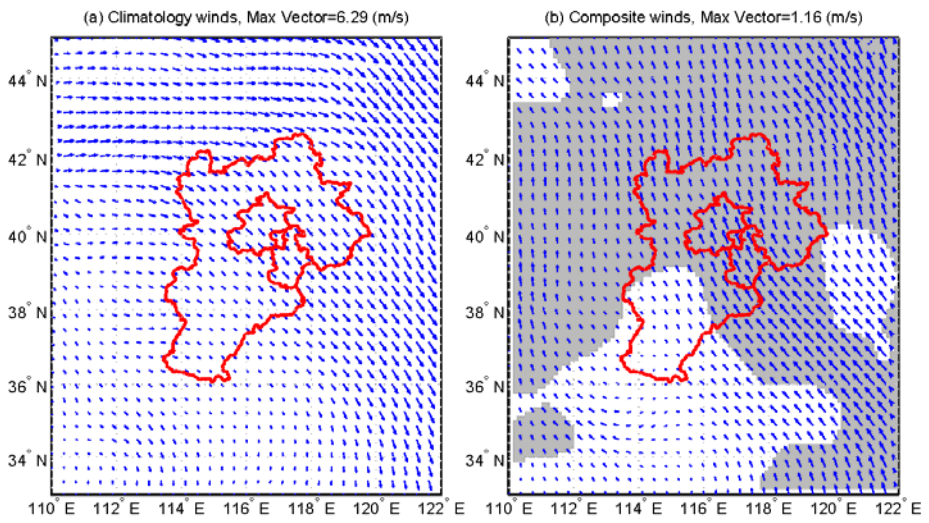 (a) Climatology winds, Max Vector=6.29 (m/s)
(b) Composite winds, Max Vector=1.16 (m/s)
44° N
42° N
40° N
38° N
36° N
34° N
110° E 112° E 114° E 116° E 118° E 120° E 122° E
44° N
42° N
40° N
38° N
36° N
34° N
110° E 112° E 114° E 116° E 118° E 120° E 122° E